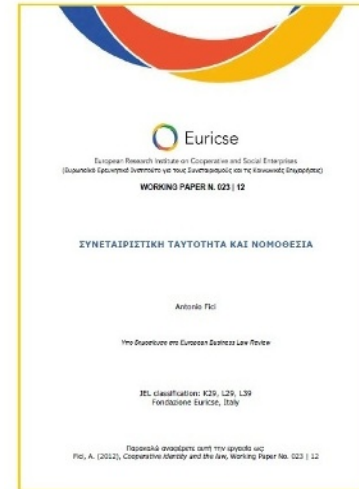 Euricse
European Research Institute on Cooperative and Social Enterprises
(Ευρωπαϊκό Ερευνητικό Ινστιτούτο για τους Συνεταιρισμούς και τις Κοινωνικές Επιχειρήσεις)
WORKING PAPER N. 023 | 12
ΣΥΝΕΤΑΙΡΙΣΤΙΚΗ ΤΑΥΤΟΤΗΤΑ ΚΑΙ ΝΟΜΟΘΕΣΙΑ
Antonio Fici
Υπο δημοσίευση στο European Business Law Review
JEL classification: K29, L29, L39
Fondazione Euricse, Italy
Παρακαλώ αναφέρετε αυτή την εργασία ως:
Fici, A. (2012), Cooperative identity and the law, Working Paper No. 023 | 12